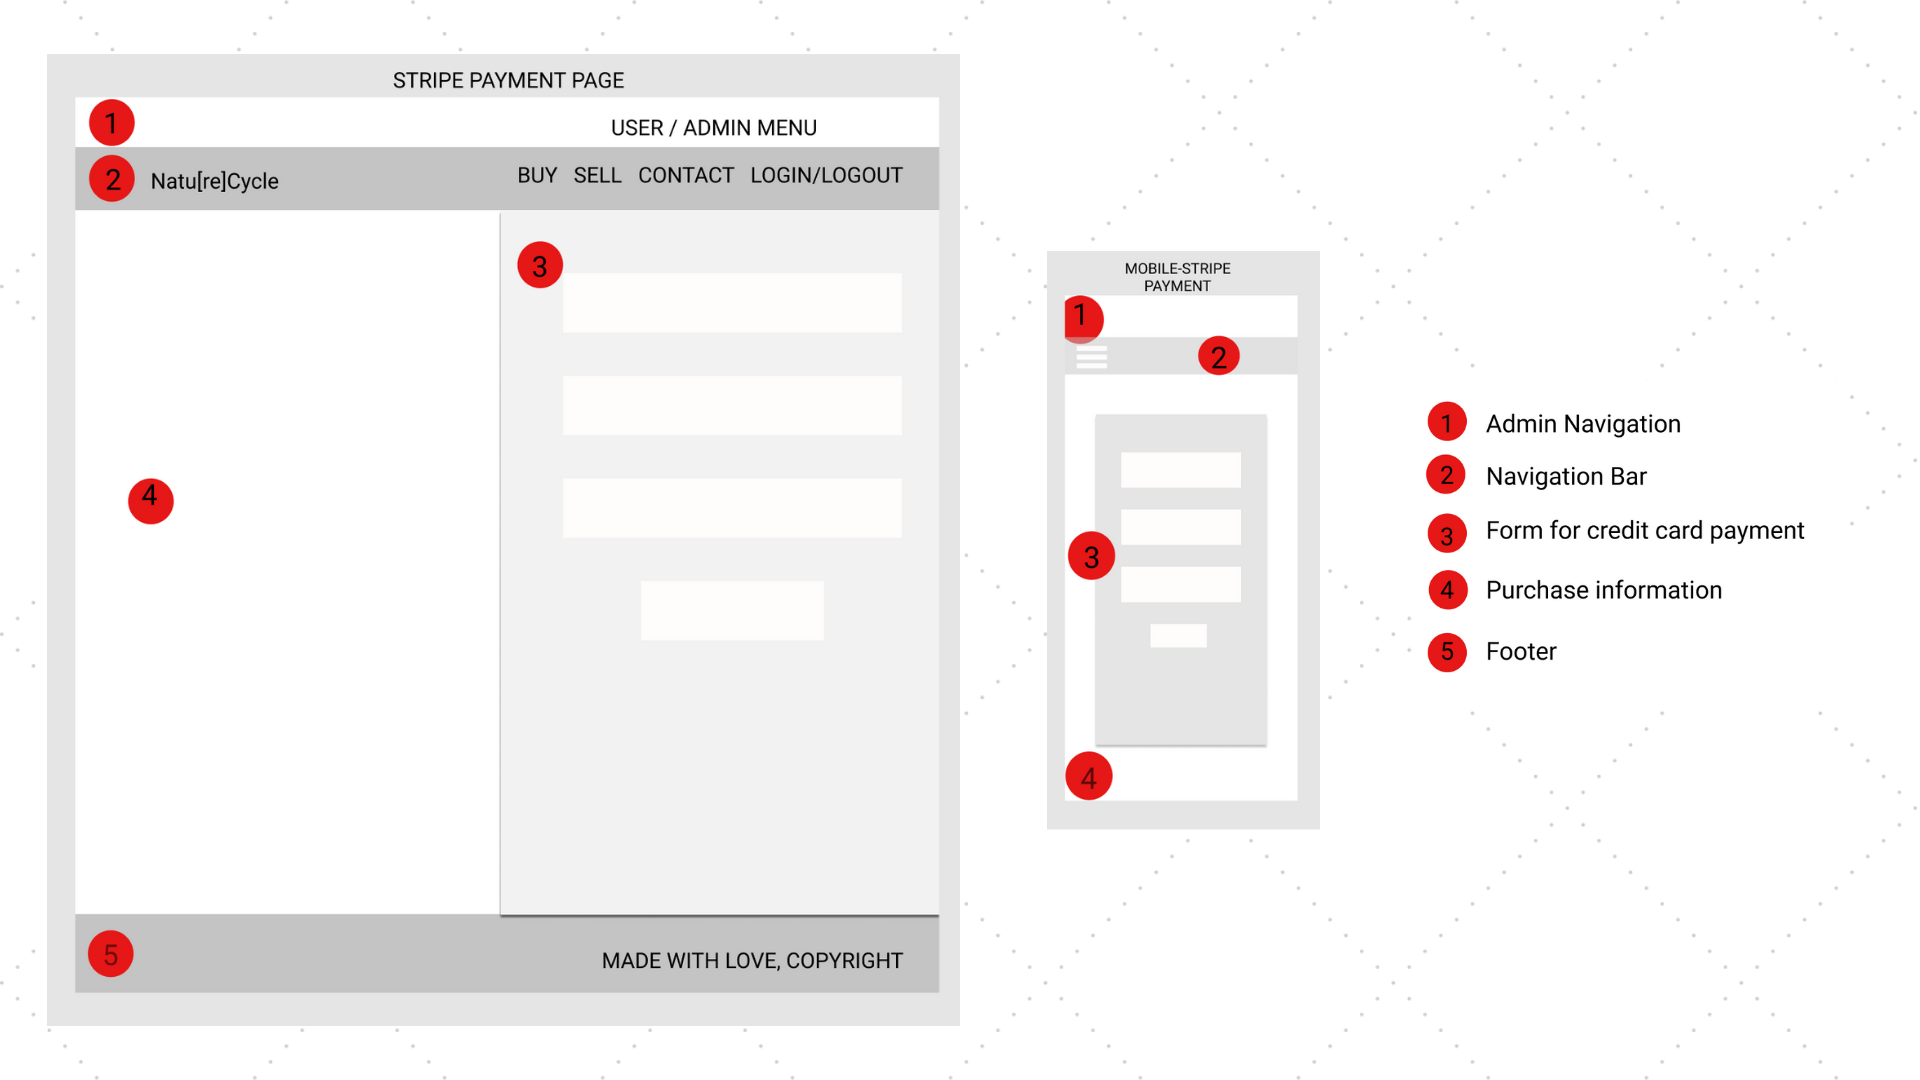 STRIPE PAYMENT PAGE
1
USER / ADMIN MENU
2 Natu[re]Cycle BUY SELL CONTACT LOGIN/LOGOUT
3
4
5 MADE WITH LOVE, COPYRIGHT
MOBILE-STRIPE
PAYMENT
1
2
3
4
1 Admin Navigation
2 Navigation Bar
3 Form for credit card payment
4 Purchase information
5 Footer